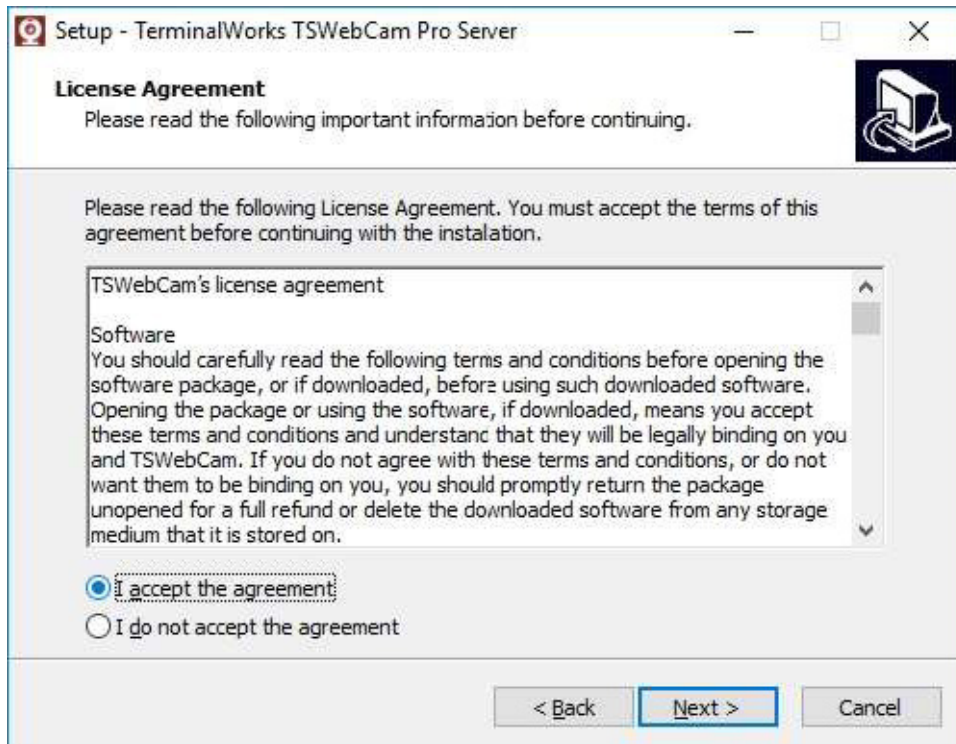 Setup - TerminalWorks TSWebCam Pro Server
License Agreement
Please read the following important information before continuing.
Please read the following License Agreement. You must accept the terms of this
agreement before continuing with the instalation.
TSWebCam's license agreement
Software
You should carefully read the following terms and conditions before opening the
software package, or if downloaded, before using such downloaded software.
Opening the package or using the software, if downloaded, means you accept
these terms and conditions and understand that they will be legally binding on you
and TSWebCam. If you do not agree with these terms and conditions, or do not
want them to be binding on you, you should promptly return the package
unopened for a full refund or delete the downloaded software from any storage
medium that it is stored on.
I accept the agreement
I do not accept the agreement
< Back Next > Cancel